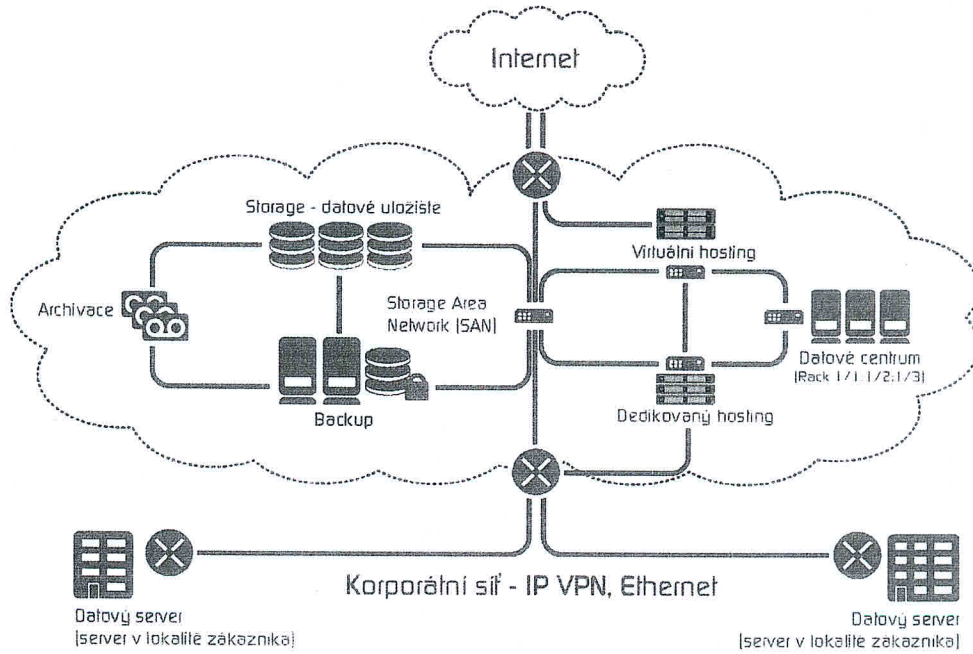 Internet
Storage - datové uložiště
Virtuální hosting
Archivace
Storage Area
Network (SAN)
Datové centrum
(Rack 1/1, 1/2, 1/3)
Backup
Dedikovaný hosting
Korporátní síť - IP VPN, Ethernet
Datový server
(server v lokalitě zákazníka)
Datový server
(server v lokalitě zákazníka)